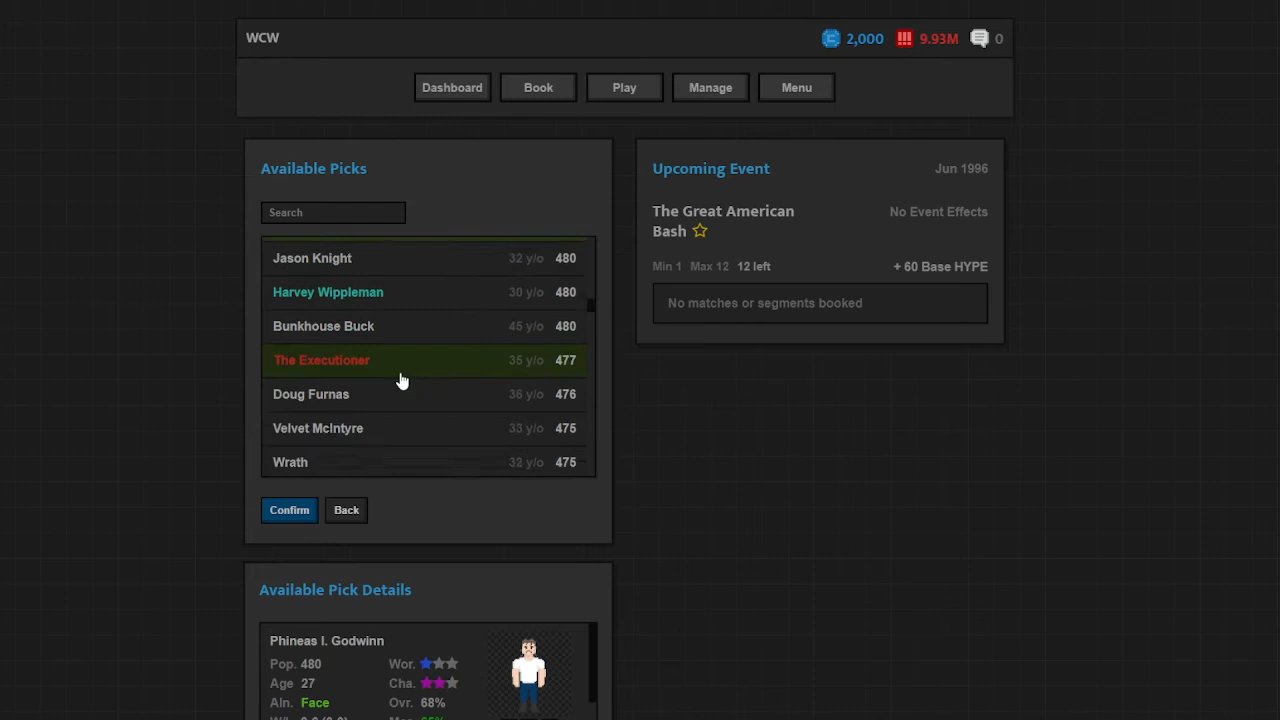 WCW
2,000
9.93M
0
Dashboard
Book
Play
Manage
Menu
Available Picks
Search
Jason Knight 32 y/o 480
Harvey Wippleman 30 y/o 480
Bunkhouse Buck 45 y/o 480
The Executioner 35 y/o 477
Doug Furnas 36 y/o 476
Velvet McIntyre 33 y/o 475
Wrath 32 y/o 475
Confirm
Back
Upcoming Event
Jun 1996
The Great American
Bash
No Event Effects
Min 1 Max 12 12 left
+ 60 Base HYPE
No matches or segments booked
Available Pick Details
Phineas I. Godwinn
Pop. 480
Wor.
Age 27
Cha.
Aln. Face
Ovr. 68%